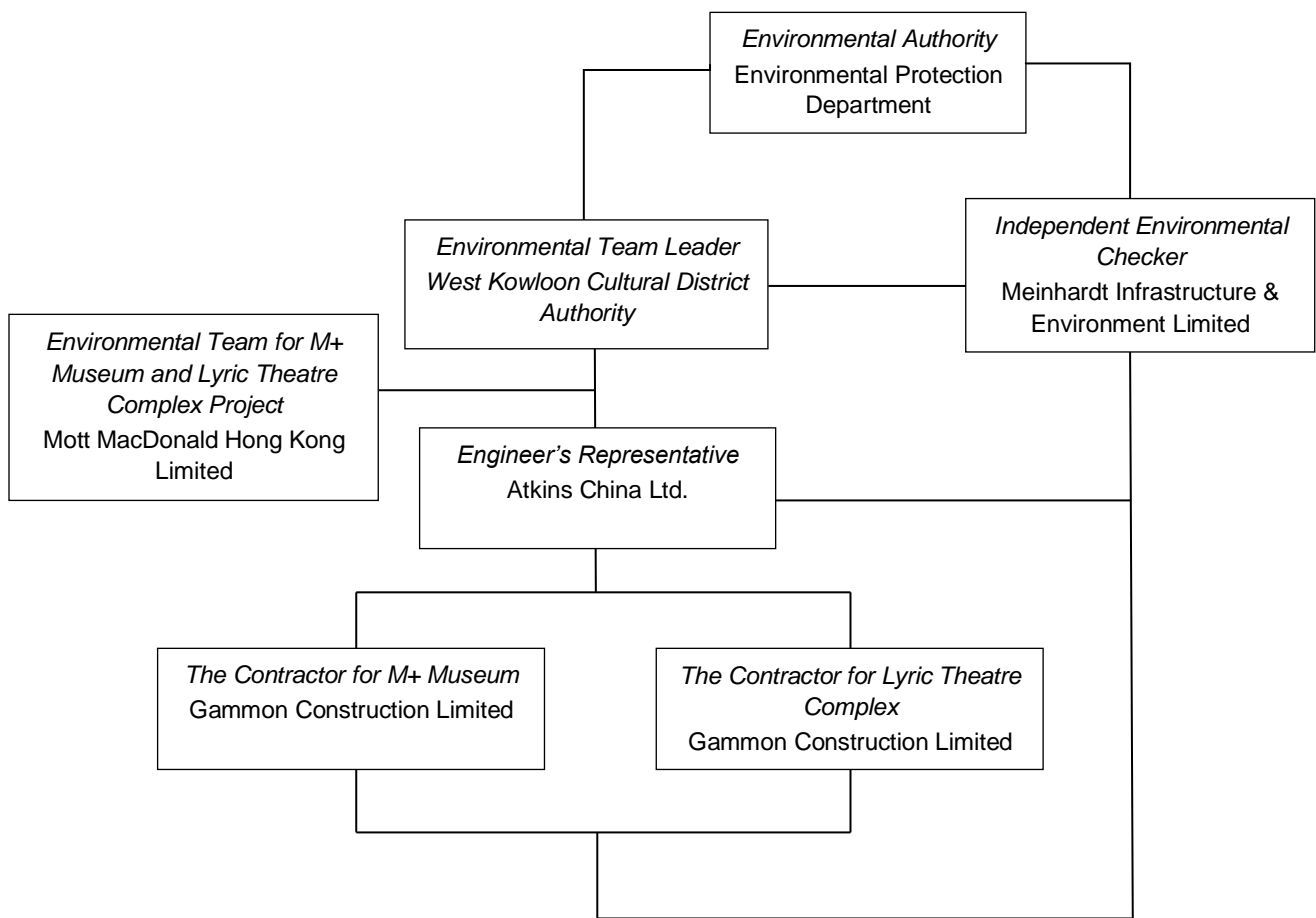 Environmental Authority
Environmental Protection
Department
Environmental Team Leader
West Kowloon Cultural District
Authority
Independent Environmental
Checker
Meinhardt Infrastructure &
Environment Limited
Environmental Team for M+
Museum and Lyric Theatre
Complex Project
Mott MacDonald Hong Kong
Limited
Engineer’s Representative
Atkins China Ltd.
The Contractor for M+ Museum
Gammon Construction Limited
The Contractor for Lyric Theatre
Complex
Gammon Construction Limited